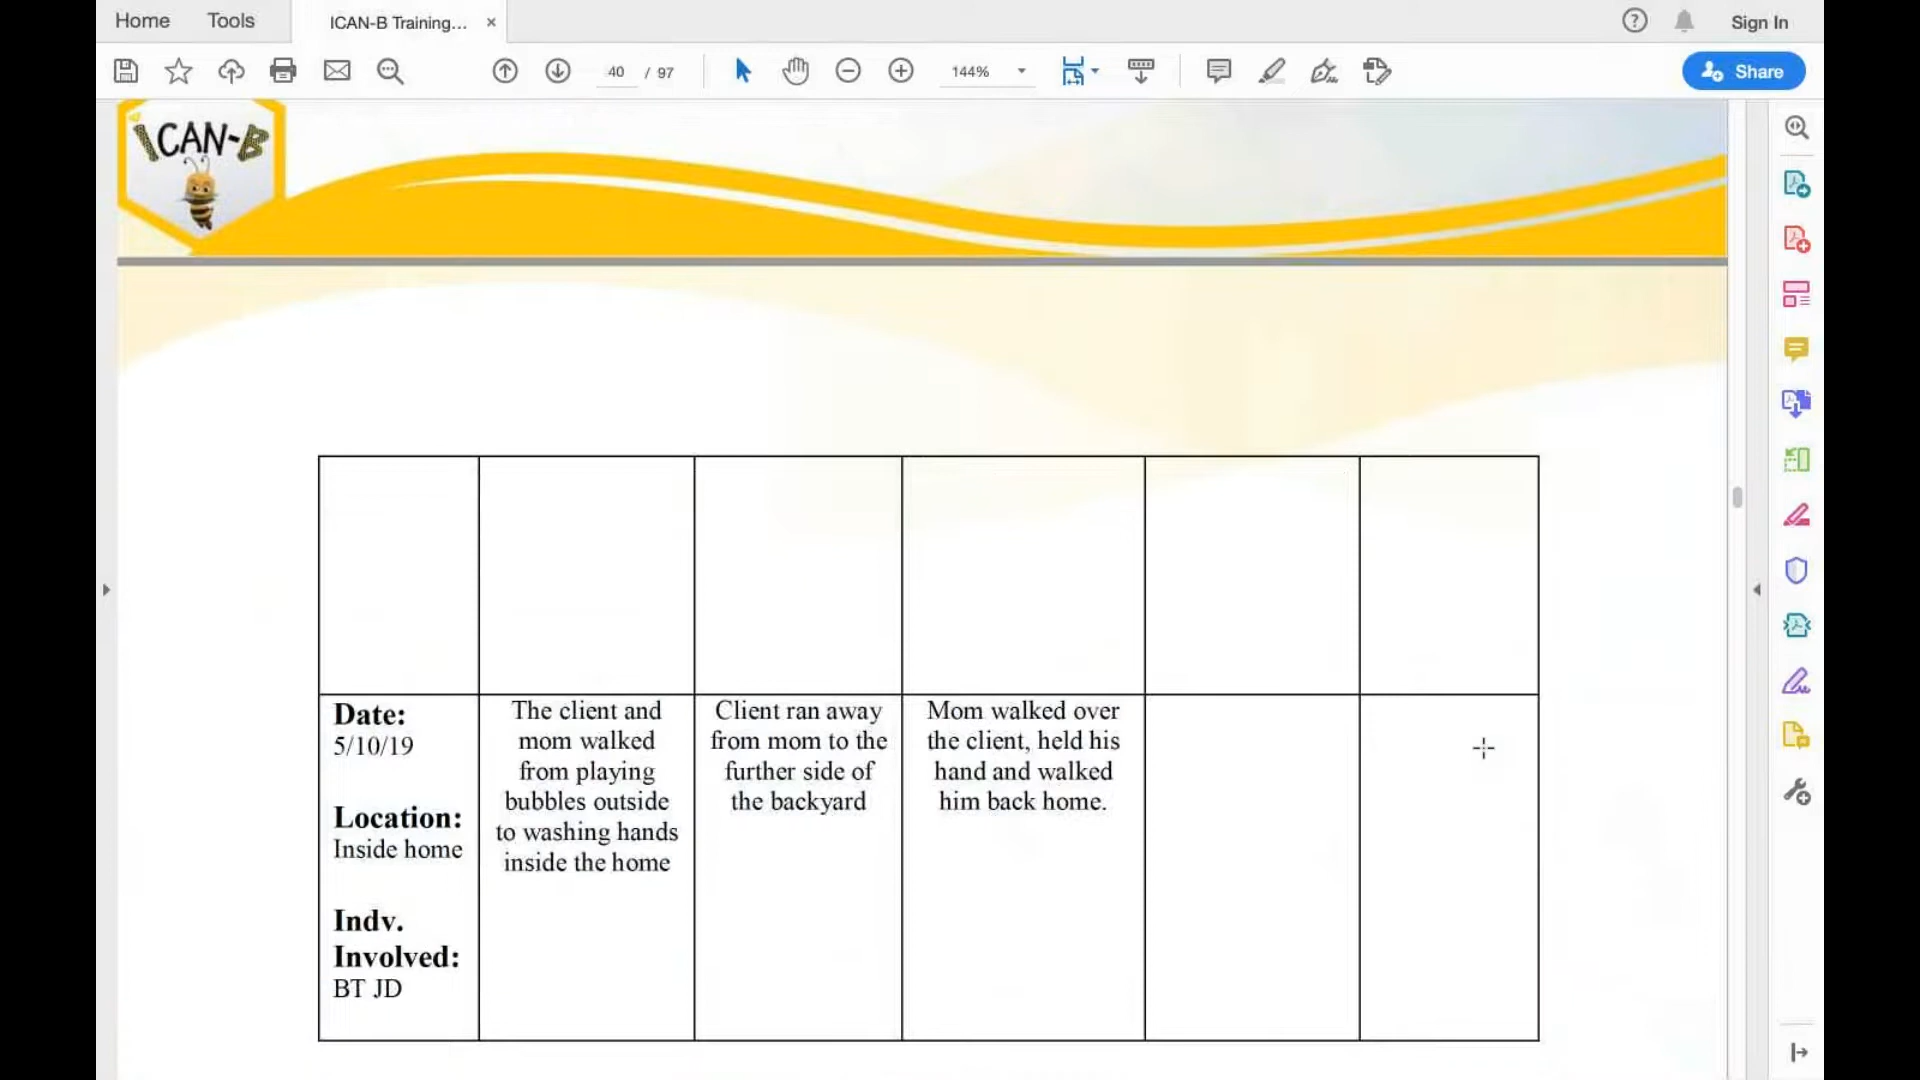 Home
Tools
ICAN-B Training...
Sign In
40 / 97
144%
Share
ICAN-B
Date:
5/10/19
Location:
Inside home
Indv.
Involved:
BT JD
The client and
mom walked
from playing
bubbles outside
to washing hands
inside the home
Client ran away
from mom to the
further side of
the backyard
Mom walked over
the client, held his
hand and walked
him back home.